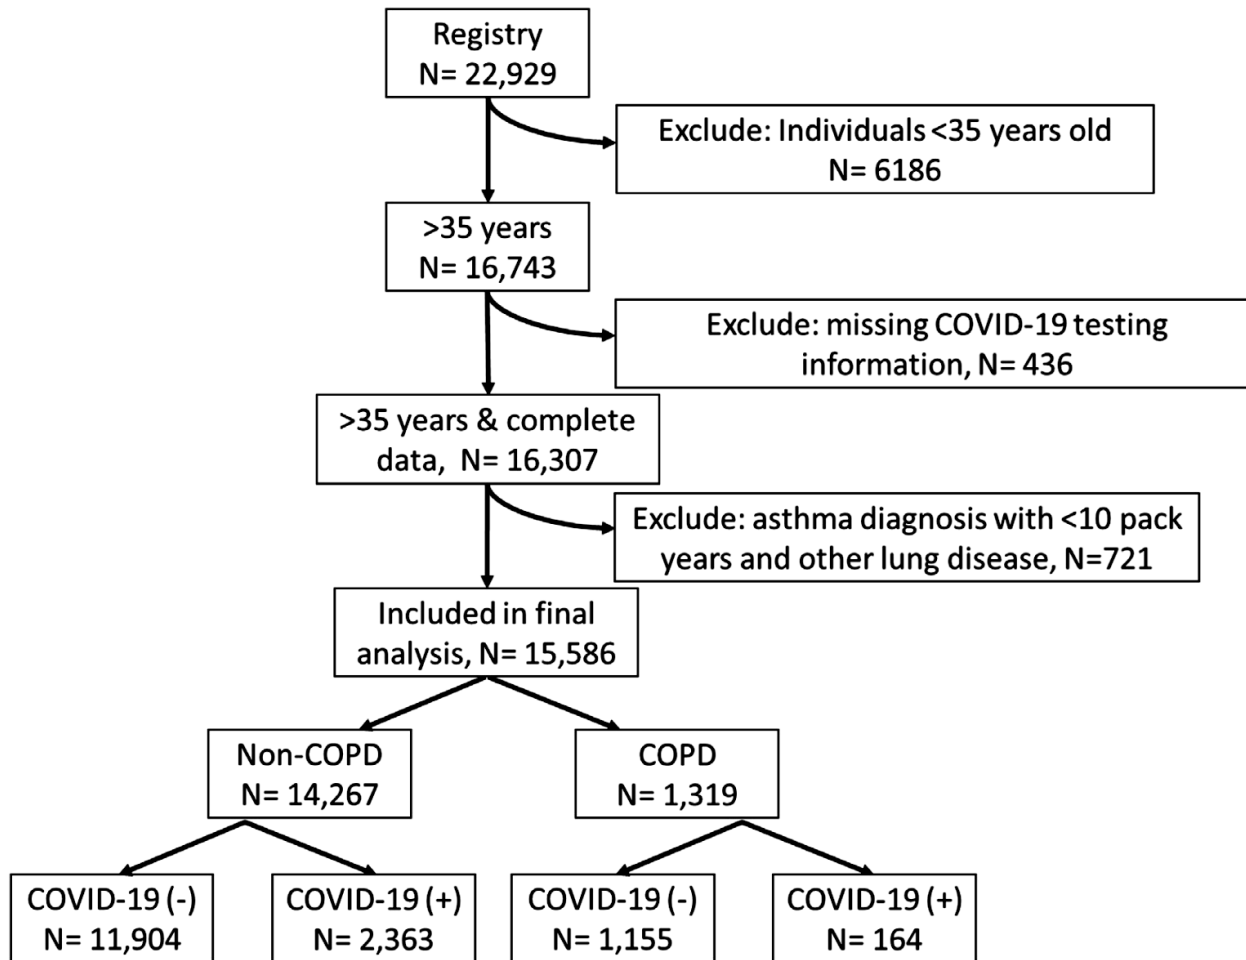 Registry
N= 22,929
Exclude: Individuals <35 years old
N= 6186
>35 years
N= 16,743
Exclude: missing COVID-19 testing
information, N= 436
>35 years & complete
data,  N= 16,307
Exclude: asthma diagnosis with <10 pack
years and other lung disease, N=721
Included in final
analysis, N= 15,586
Non-COPD
N= 14,267
COPD
N= 1,319
COVID-19 (-)
N= 11,904
COVID-19 (+)
N= 2,363
COVID-19 (-)
N= 1,155
COVID-19 (+)
N= 164